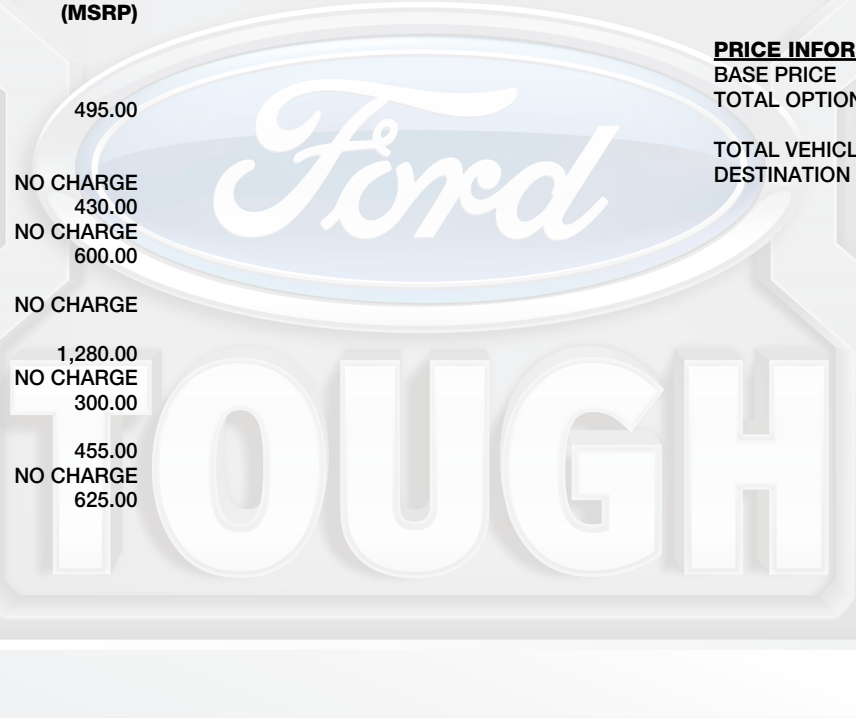 (MSRP)
495.00
NO CHARGE
430.00
NO CHARGE
600.00
NO CHARGE
1,280.00
NO CHARGE
300.00
455.00
NO CHARGE
625.00
PRICE INFOR
BASE PRICE
TOTAL OPTION
TOTAL VEHICL
DESTINATION
Ford
TOUGH